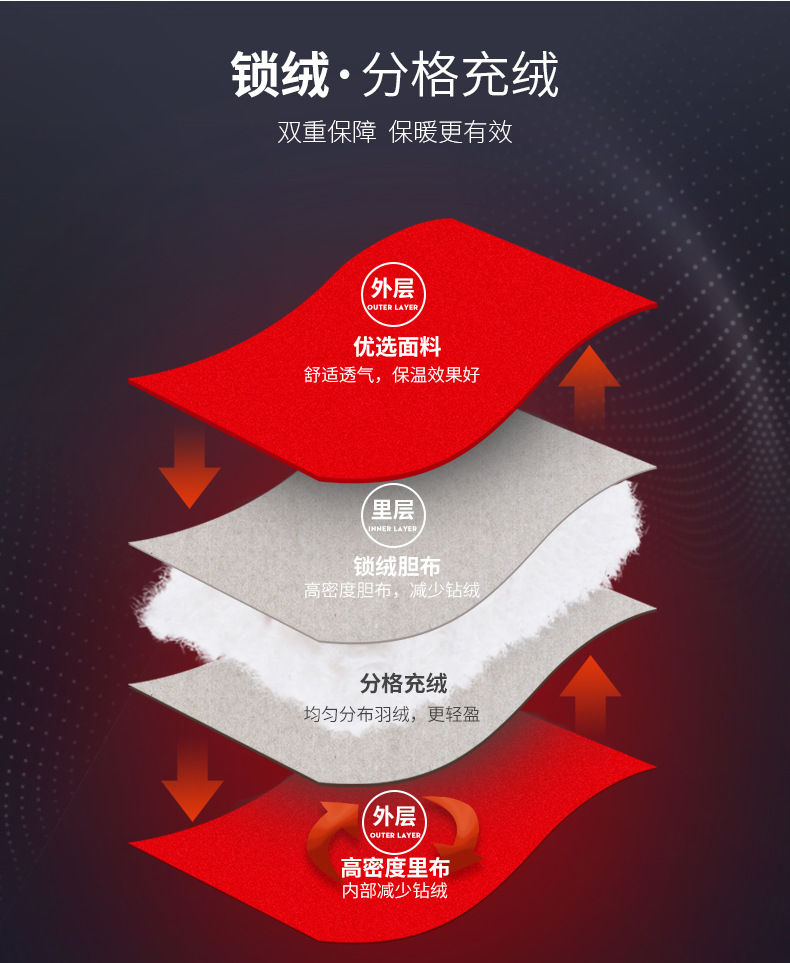 锁绒·分格充绒
双重保障 保暖更有效
外层
OUTER LAYER
优选面料
舒适透气，保温效果好
里层
INNER LAYER
锁绒胆布
高密度胆布，减少钻绒
分格充绒
均匀分布羽绒，更轻盈
外层
OUTER LAYER
高密度里布
内部减少钻绒